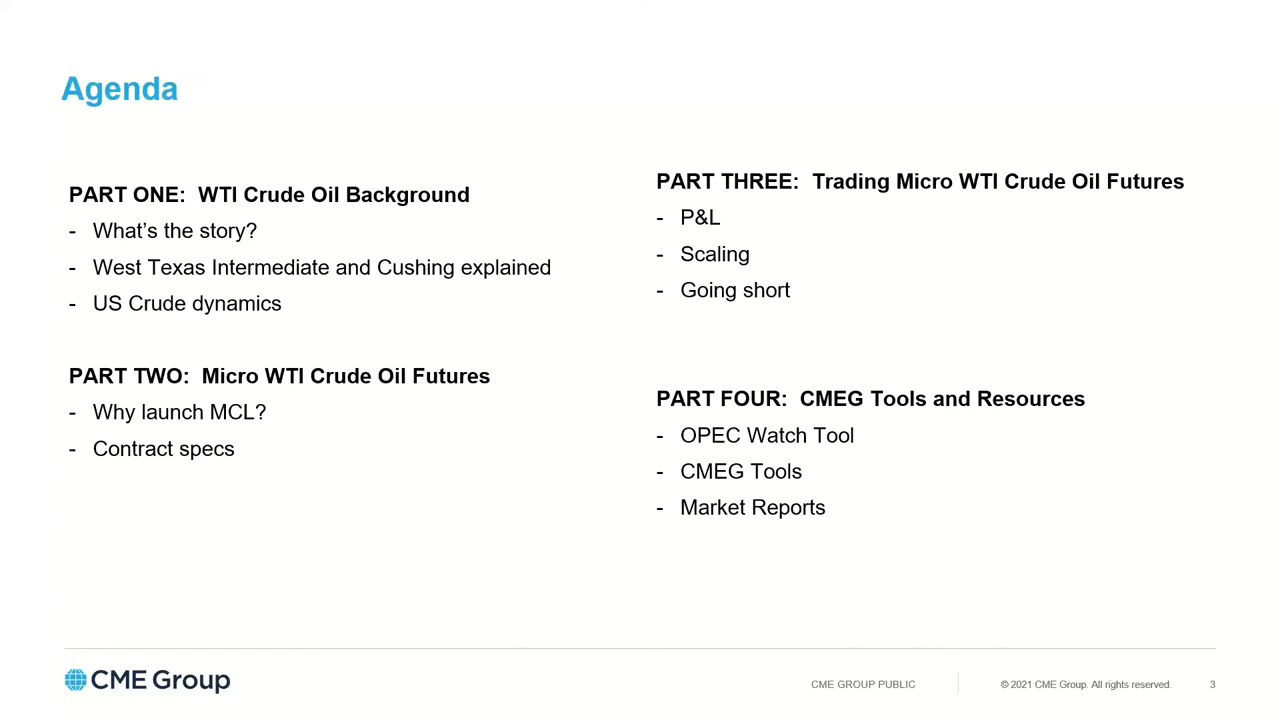 Agenda
PART ONE:  WTI Crude Oil Background
- What’s the story?
- West Texas Intermediate and Cushing explained
- US Crude dynamics
PART TWO:  Micro WTI Crude Oil Futures
- Why launch MCL?
- Contract specs
PART THREE:  Trading Micro WTI Crude Oil Futures
- P&L
- Scaling
- Going short
PART FOUR:  CMEG Tools and Resources
- OPEC Watch Tool
- CMEG Tools
- Market Reports
CME Group
CME GROUP PUBLIC
© 2021 CME Group. All rights reserved.
3